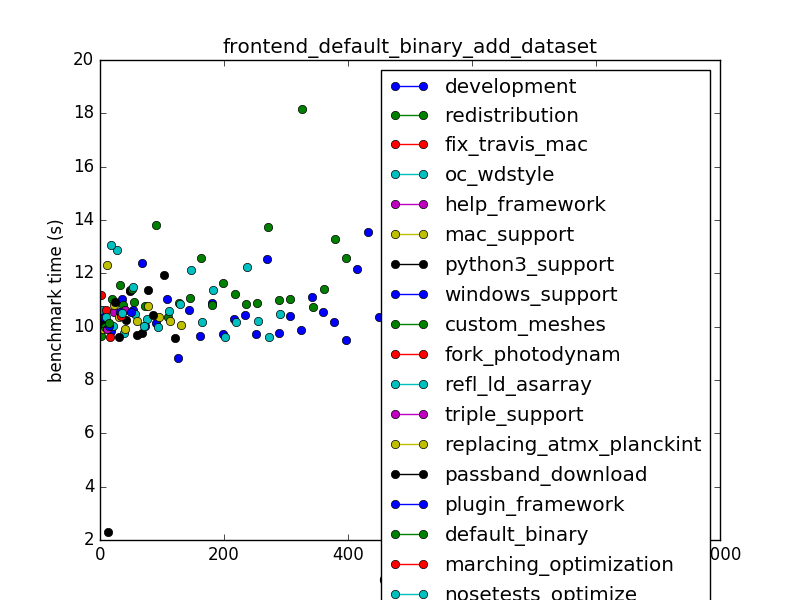 frontend_default_binary_add_dataset
benchmark time (s)
20
18
16
14
12
10
8
6
4
2
0
200
400
000
development
redistribution
fix_travis_mac
oc_wdstyle
help_framework
mac_support
python3_support
windows_support
custom_meshes
fork_photodynam
refl_ld_asarray
triple_support
replacing_atmx_planckint
passband_download
plugin_framework
default_binary
marching_optimization
nosetests_optimize